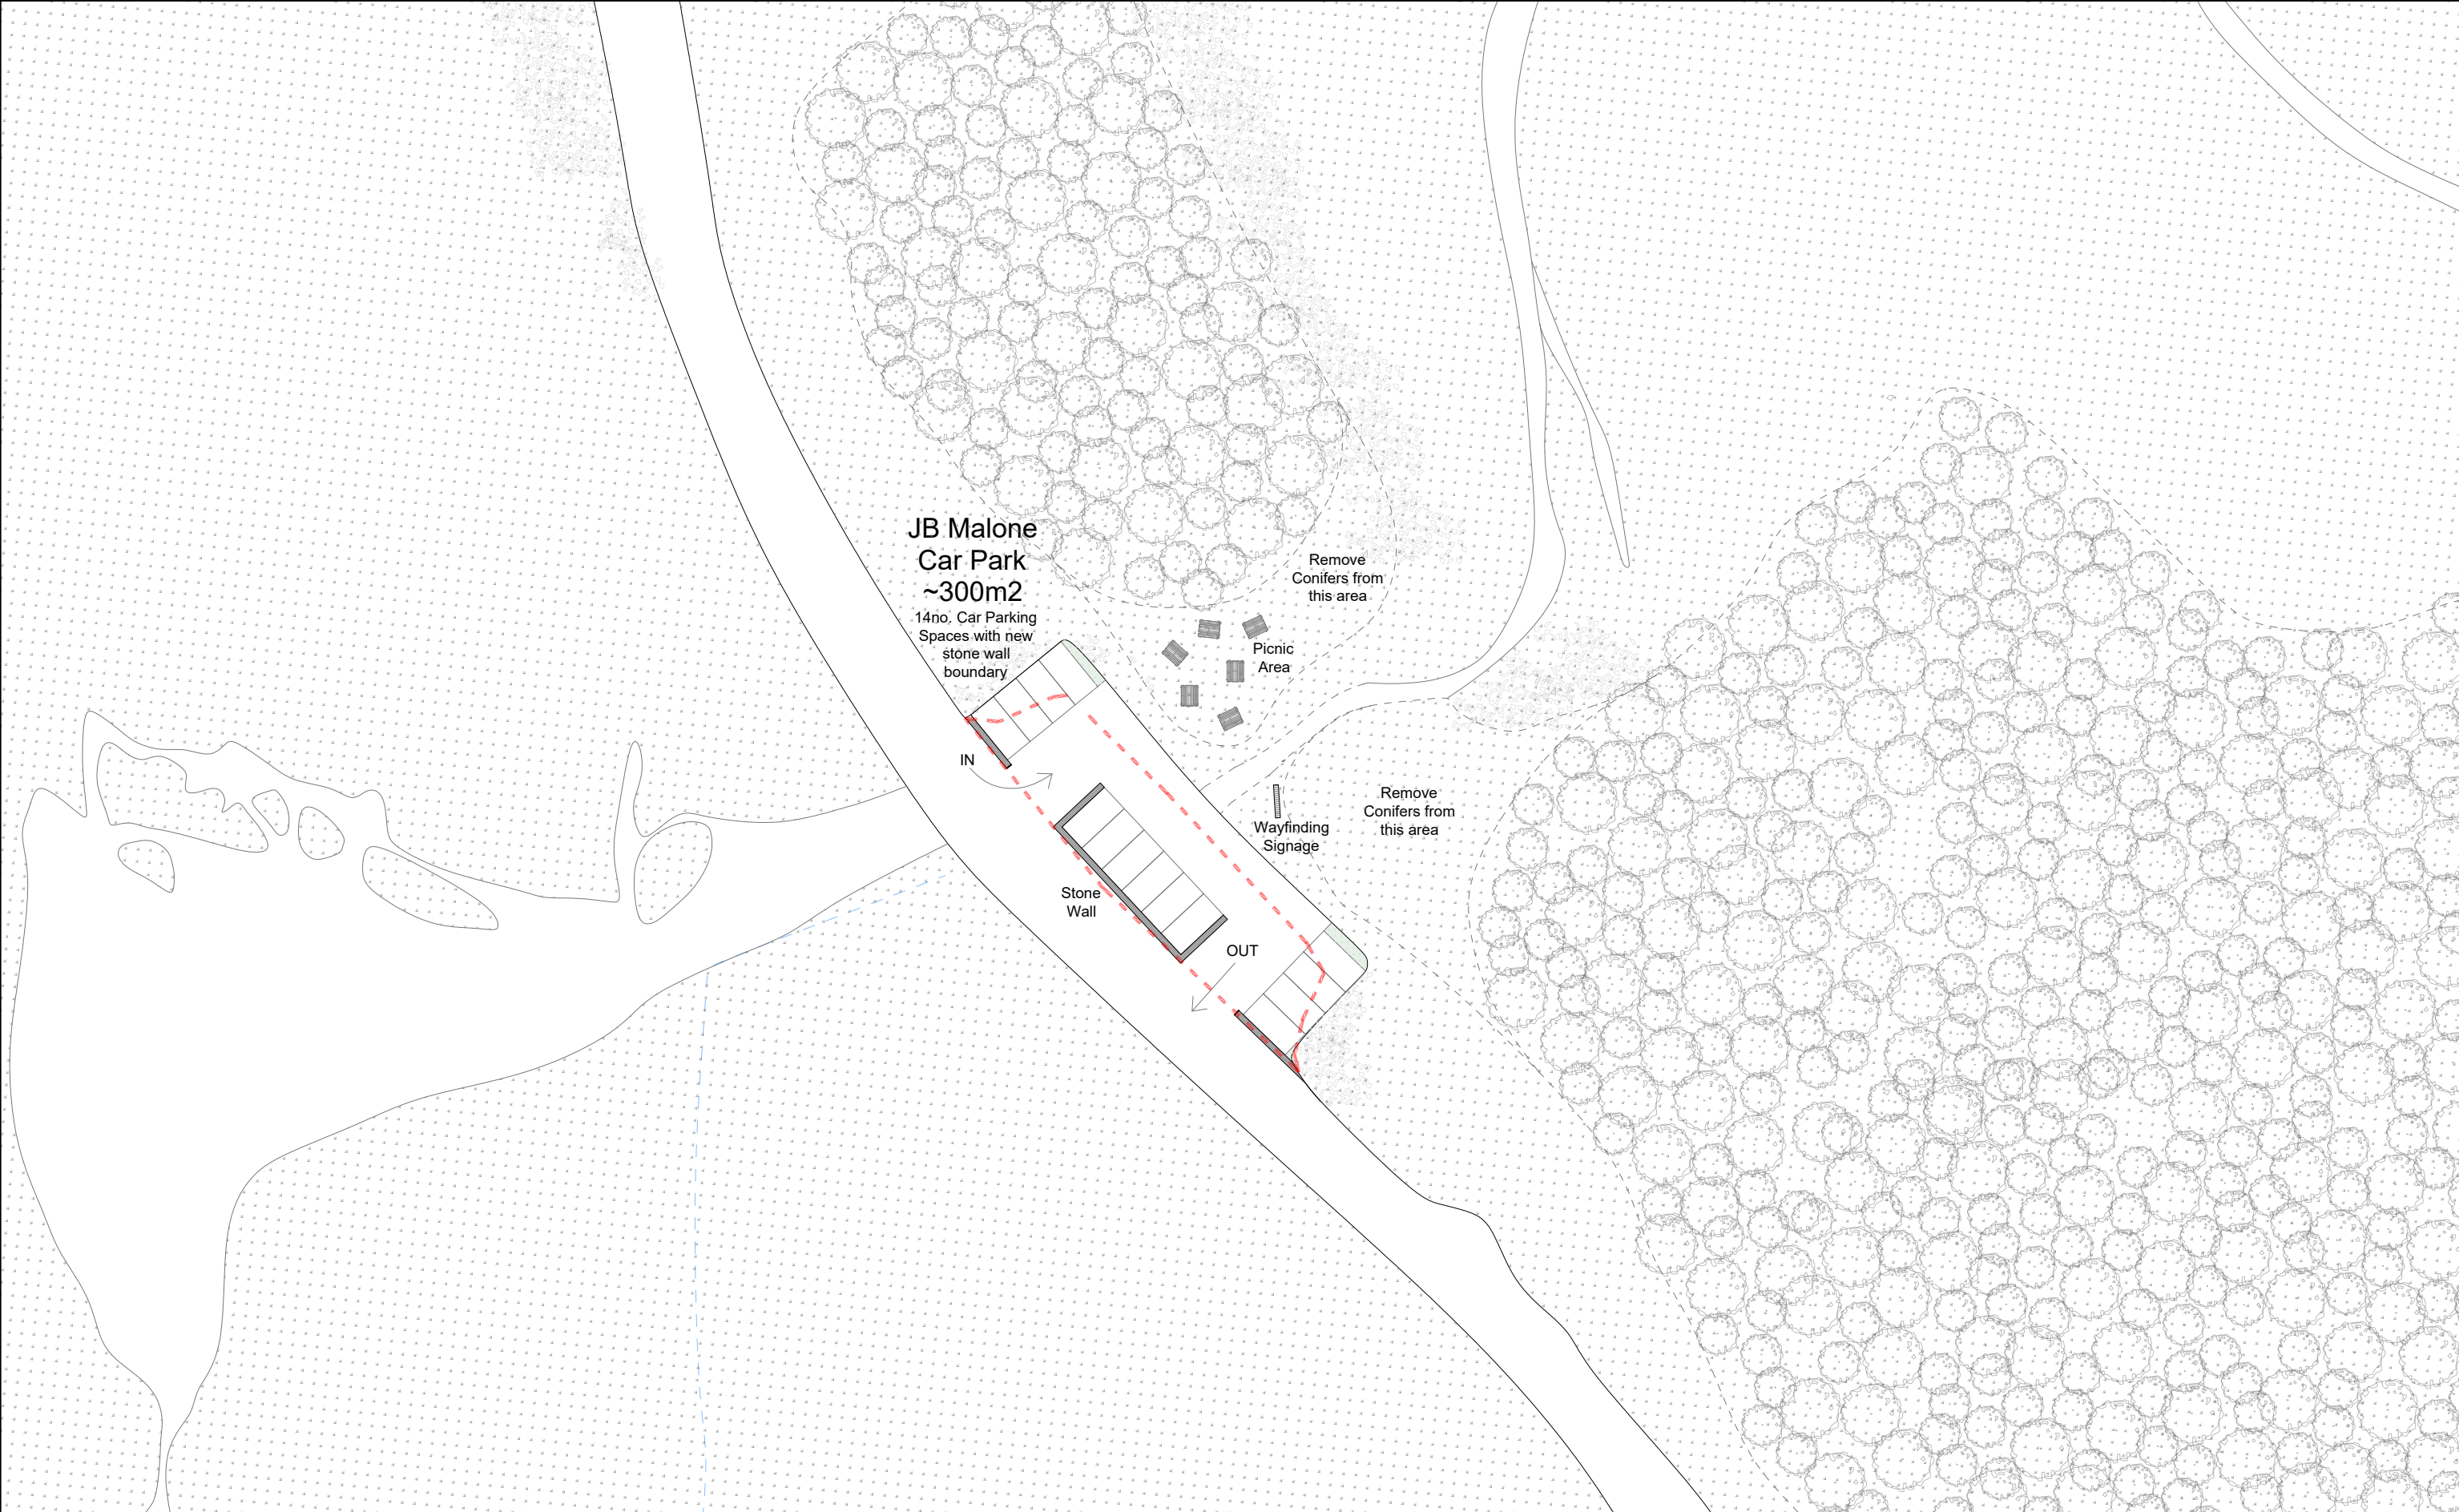 JB Malone
Car Park
~300m2
14no. Car Parking
Spaces with new
stone wall
boundary
Remove
Conifers from
this area
Picnic
Area
IN
Remove
Conifers from
this area
Wayfinding
Signage
Stone
Wall
OUT